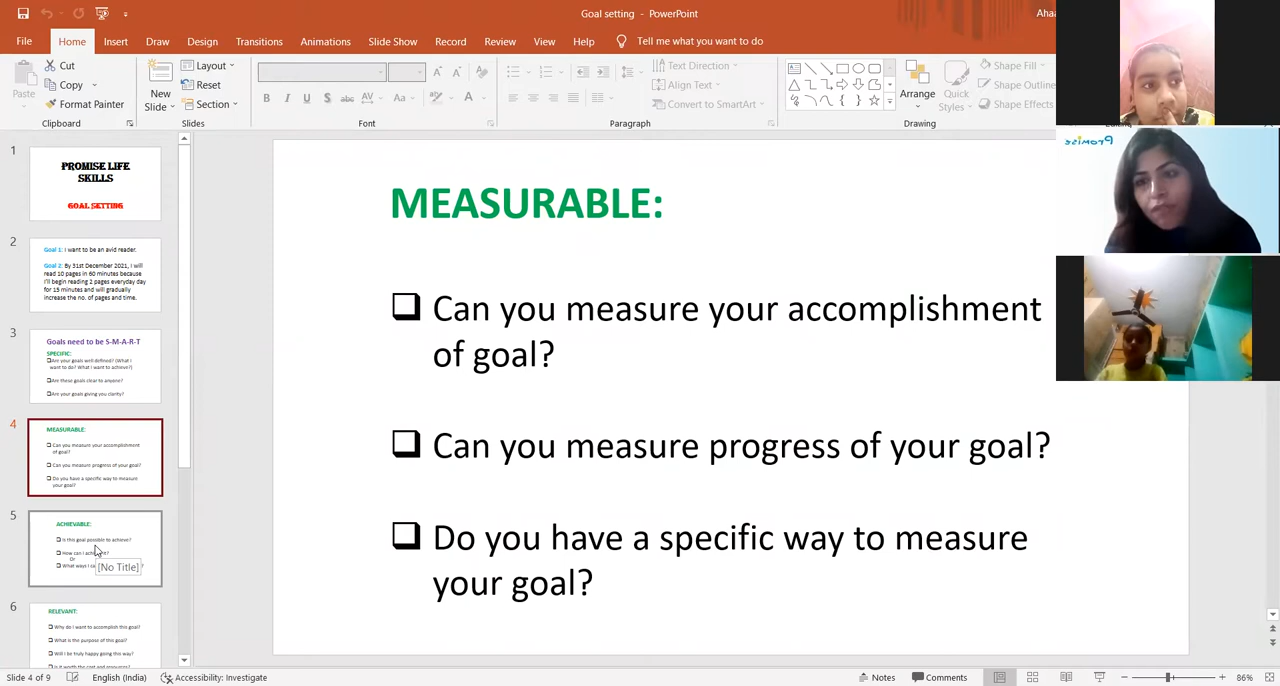 Goal setting - PowerPoint
Ahaa
File Home Insert Draw Design Transitions Animations Slide Show Record Review View Help Tell me what you want to do
Paste
Cut
Copy
Format Painter
Clipboard
New
Slide
Layout
Reset
Section
Slides
B I U S abc AV Aa A
Font
Text Direction
Align Text
Convert to SmartArt
Paragraph
Arrange
Quick
Styles
Shape Fill
Shape Outline
Shape Effects
Drawing
1
PROMISE LIFE
SKILLS
GOAL SETTING
2
Goal 1: I want to be an avid reader.
Goal 2: By 31st December 2021, I will
read 10 pages in 60 minutes because
I'll begin reading 2 pages everyday day
for 15 minutes and will gradually
increase the no. of pages and time.
3
Goals need to be S-M-A-R-T
SPECIFIC:
Are your goals well defined? (What I
want to do? What I want to achieve?)
Are these goals clear to anyone?
Are your goals giving you clarity?
4
MEASURABLE:
Can you measure your accomplishment
of goal?
Can you measure progress of your goal?
Do you have a specific way to measure
your goal?
5
ACHIEVABLE:
Is this goal possible to achieve?
How can I
Or
What ways I
[No Title]
6
RELEVANT:
Why do I want to accomplish this goal?
What is the purpose of this goal?
Will I be truly happy going this way?
Is it worth the cost and resources?
MEASURABLE:
Can you measure your accomplishment
of goal?
Can you measure progress of your goal?
Do you have a specific way to measure
your goal?
Promise
Slide 4 of 9 English (India) Accessibility: Investigate Notes Comments 86%